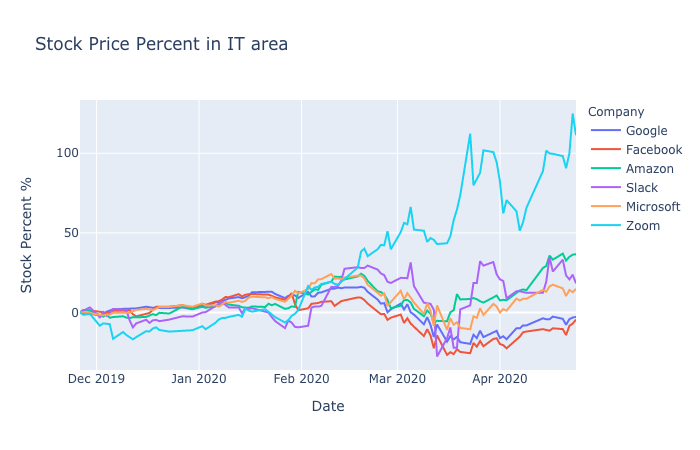 Stock Price Percent in IT area
Company
Google
Facebook
Amazon
Slack
Microsoft
Zoom
Stock Percent %
100
50
0
Dec 2019
Jan 2020
Feb 2020
Mar 2020
Apr 2020
Date